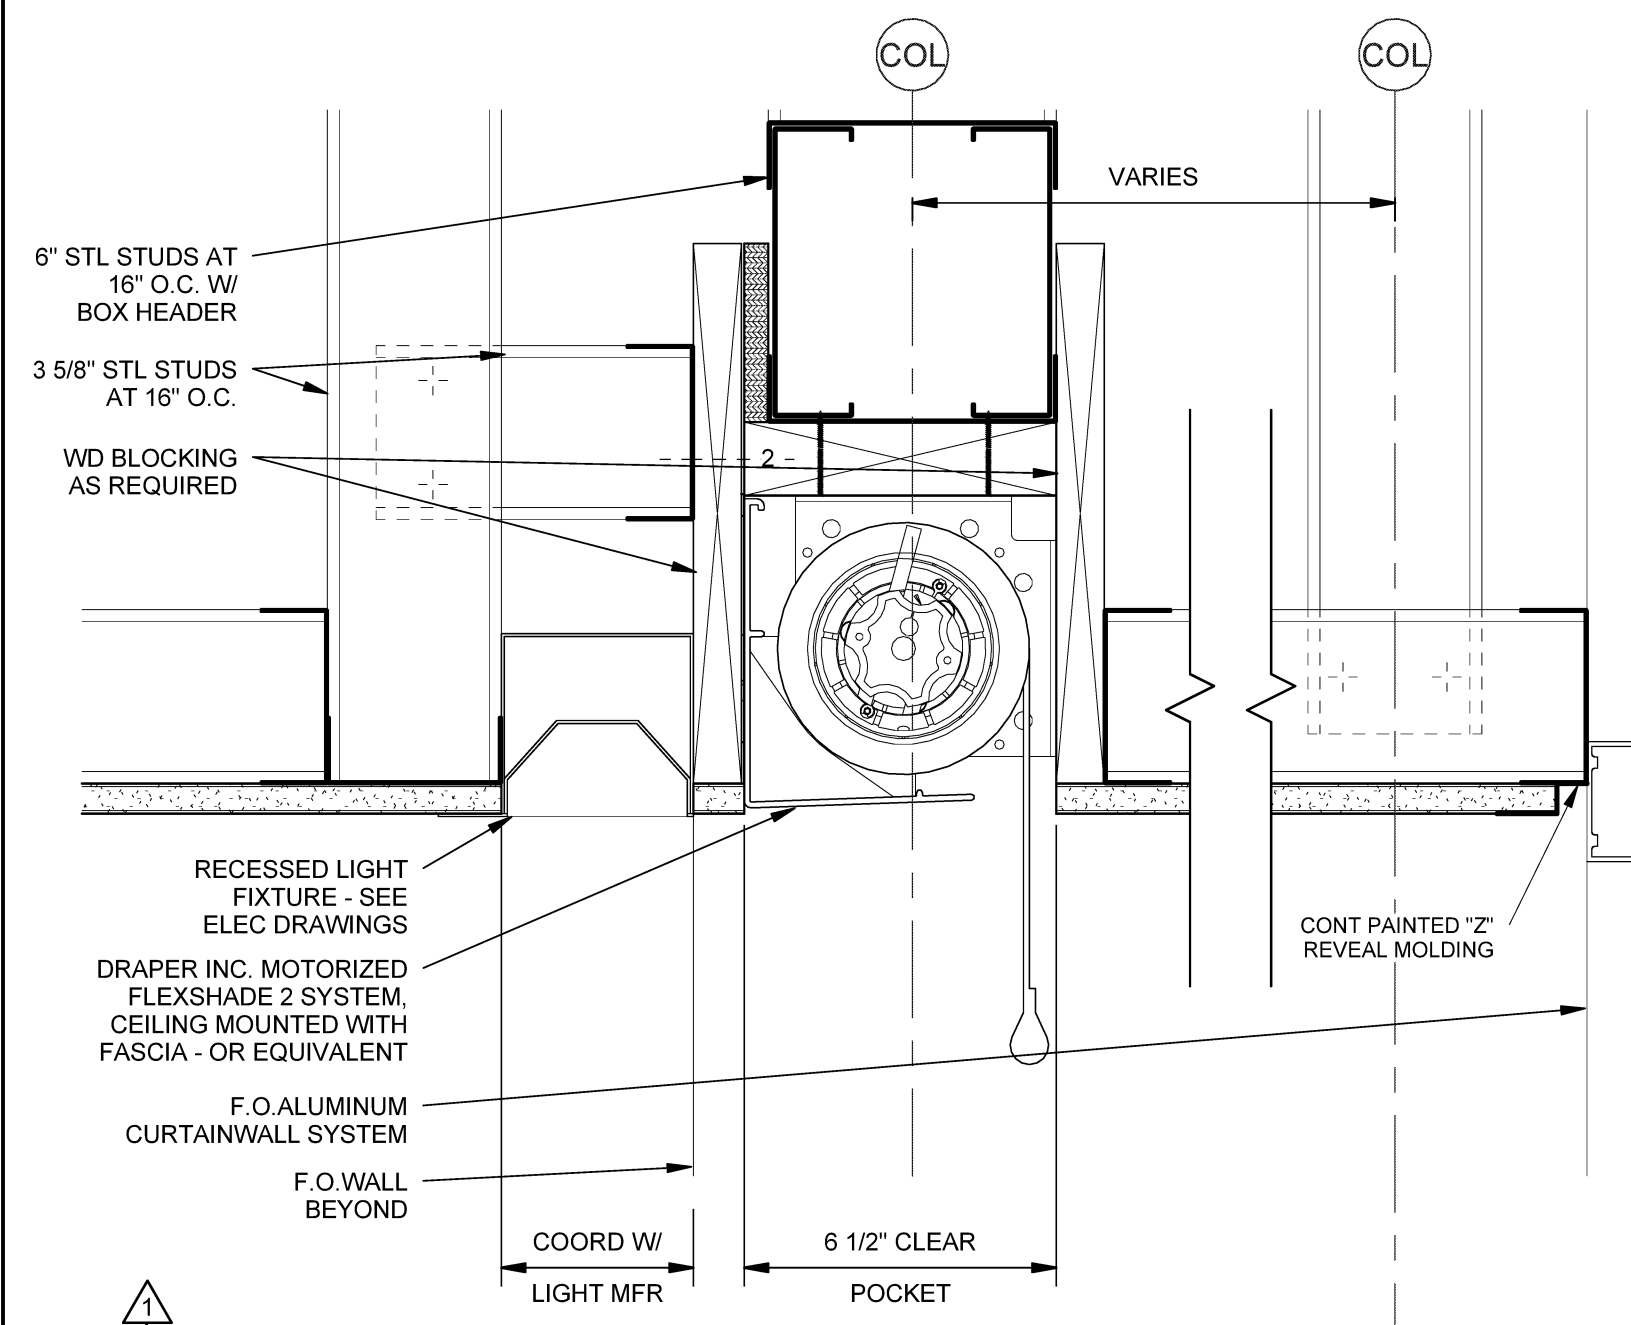 COL
COL
VARIES
6" STL STUDS AT
16" O.C. W/
BOX HEADER
3 5/8" STL STUDS
AT 16" O.C.
WD BLOCKING
AS REQUIRED
2
RECESSED LIGHT
FIXTURE - SEE
ELEC DRAWINGS
CONT PAINTED "Z"
REVEAL MOLDING
DRAPER INC. MOTORIZED
FLEXSHADE 2 SYSTEM,
CEILING MOUNTED WITH
FASCIA - OR EQUIVALENT
F.O.ALUMINUM
CURTAINWALL SYSTEM
F.O.WALL
BEYOND
COORD W/
LIGHT MFR
6 1/2" CLEAR
POCKET
1